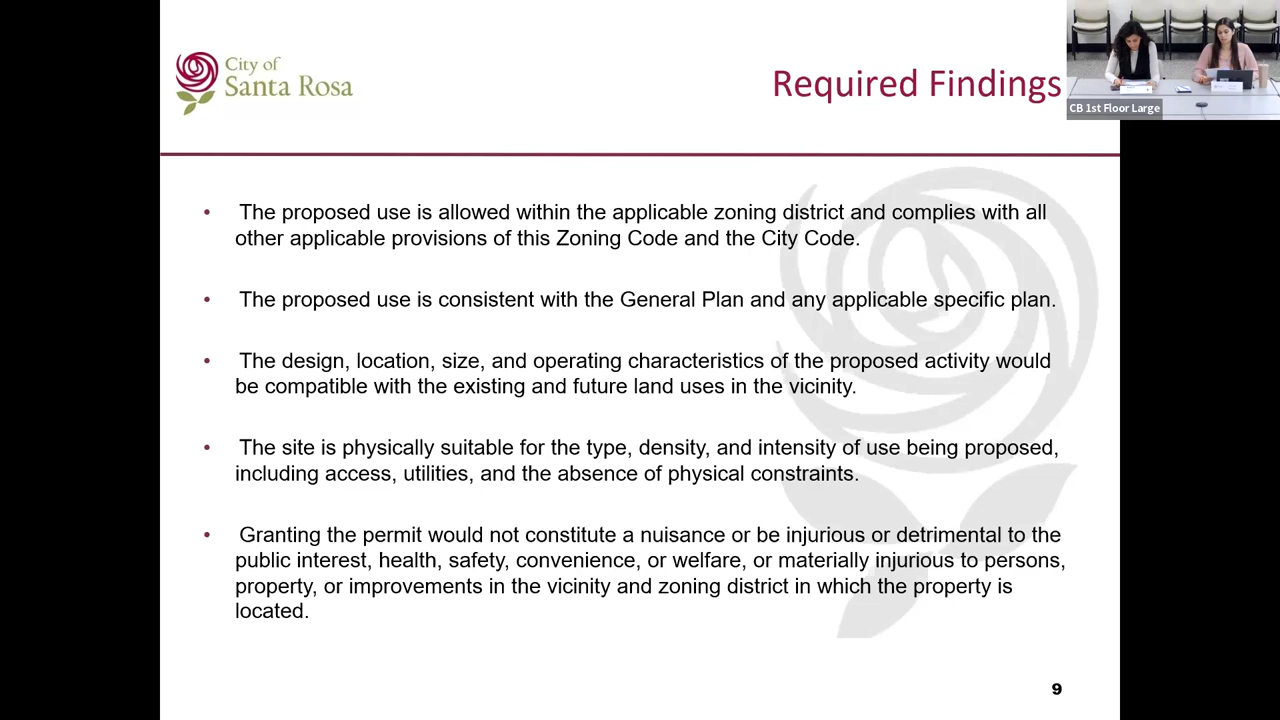 City of
Santa Rosa
Required Findings
CB 1st Floor Large
• The proposed use is allowed within the applicable zoning district and complies with all
other applicable provisions of this Zoning Code and the City Code.
• The proposed use is consistent with the General Plan and any applicable specific plan.
• The design, location, size, and operating characteristics of the proposed activity would
be compatible with the existing and future land uses in the vicinity.
• The site is physically suitable for the type, density, and intensity of use being proposed,
including access, utilities, and the absence of physical constraints.
• Granting the permit would not constitute a nuisance or be injurious or detrimental to the
public interest, health, safety, convenience, or welfare, or materially injurious to persons,
property, or improvements in the vicinity and zoning district in which the property is
located.
9